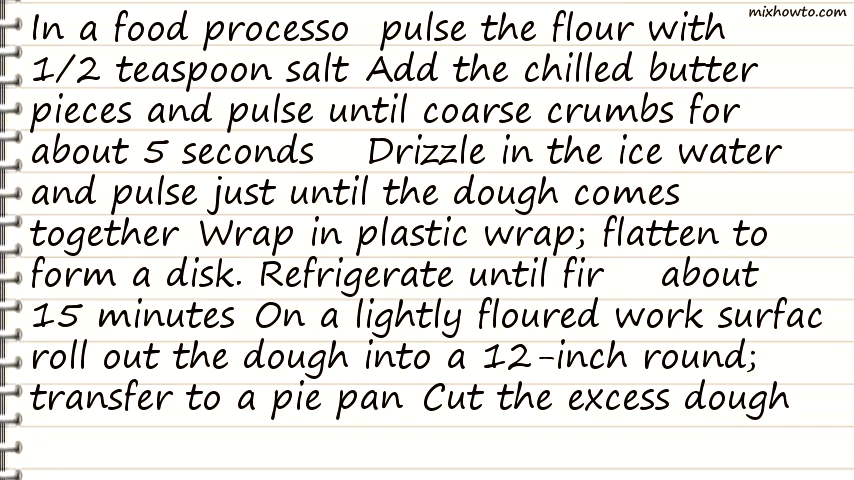 mixhowto.com
In a food processo pulse the flour with
1/2 teaspoon salt Add the chilled butter
pieces and pulse until coarse crumbs for
about 5 seconds Drizzle in the ice water
and pulse just until the dough comes
together Wrap in plastic wrap; flatten to
form a disk. Refrigerate until fir about
15 minutes On a lightly floured work surfac
roll out the dough into a 12-inch round;
transfer to a pie pan Cut the excess dough